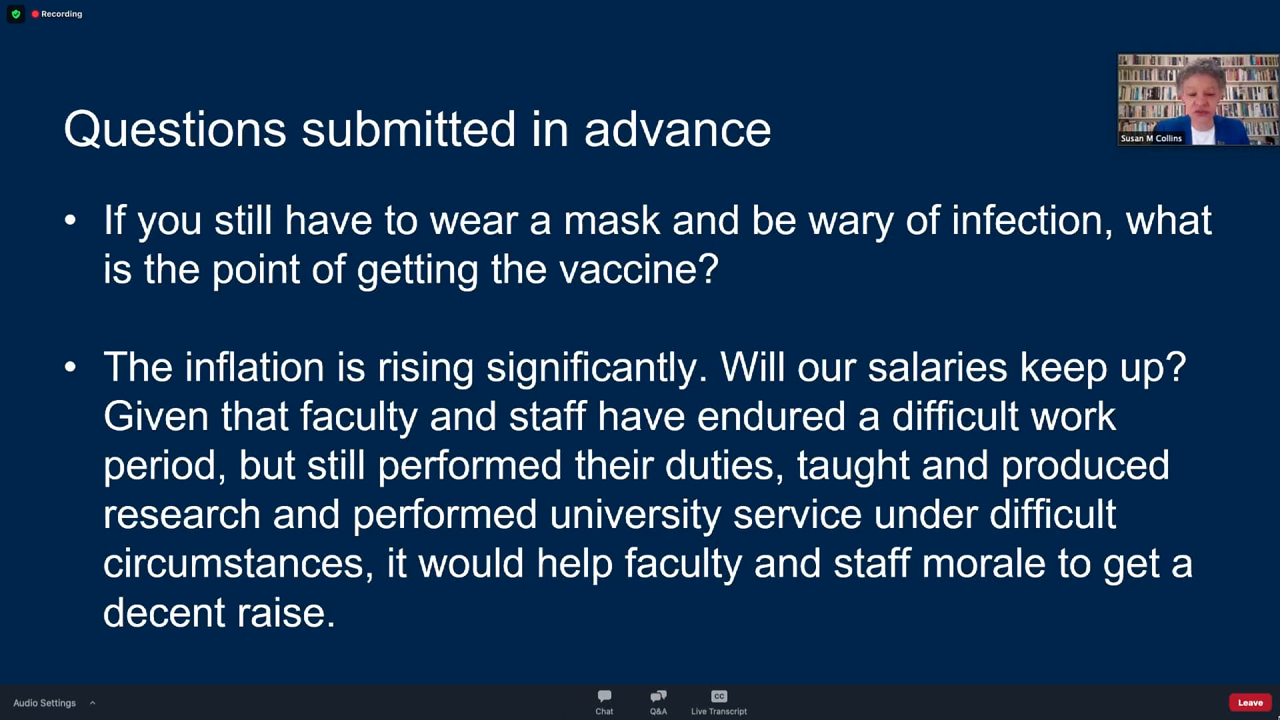 Recording
Questions submitted in advance
Susan M Collins
• If you still have to wear a mask and be wary of infection, what
is the point of getting the vaccine?
• The inflation is rising significantly. Will our salaries keep up?
Given that faculty and staff have endured a difficult work
period, but still performed their duties, taught and produced
research and performed university service under difficult
circumstances, it would help faculty and staff morale to get a
decent raise.
Audio Settings
Chat
Q&A
CC
Live Transcript
Leave